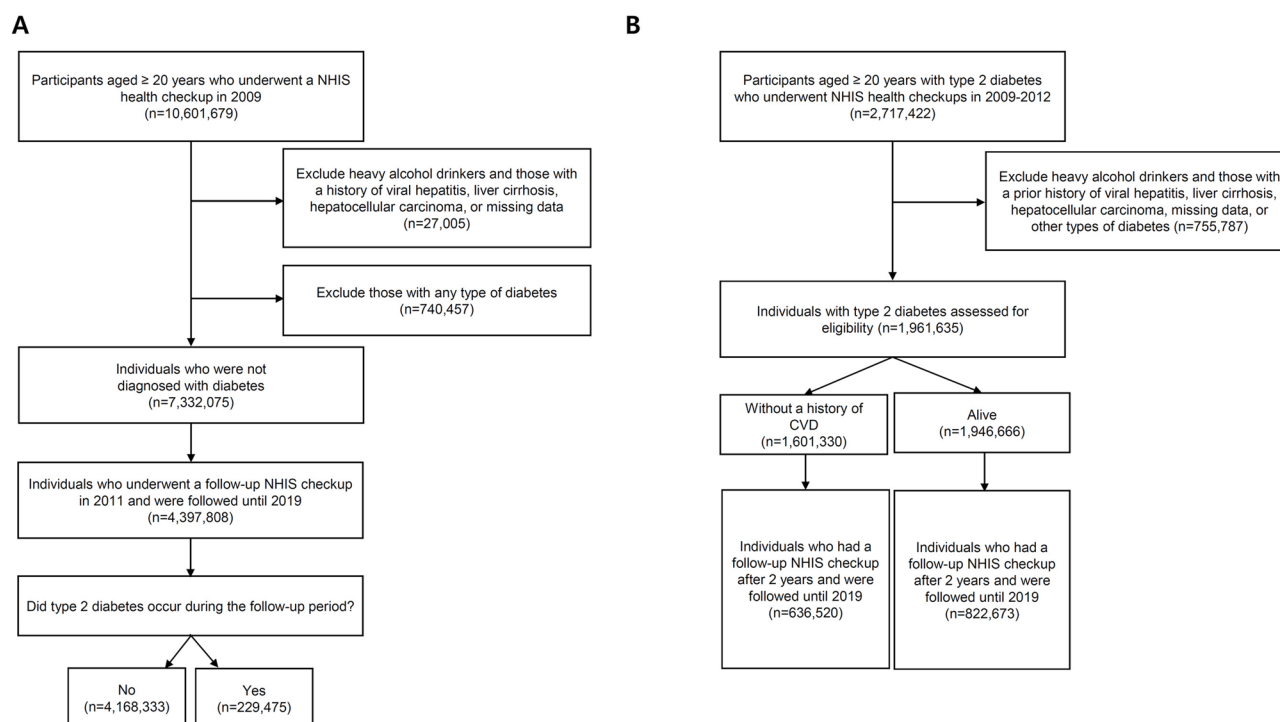 A
Participants aged ≥ 20 years who underwent a NHIS
health checkup in 2009
(n=10,601,679)
Exclude heavy alcohol drinkers and those with
a history of viral hepatitis, liver cirrhosis,
hepatocellular carcinoma, or missing data
(n=27,005)
Exclude those with any type of diabetes
(n=740,457)
Individuals who were not
diagnosed with diabetes
(n=7,332,075)
Individuals who underwent a follow-up NHIS checkup
in 2011 and were followed until 2019
(n=4,397,808)
Did type 2 diabetes occur during the follow-up period?
No
(n=4,168,333)
Yes
(n=229,475)
B
Participants aged ≥ 20 years with type 2 diabetes
who underwent NHIS health checkups in 2009-2012
(n=2,717,422)
Exclude heavy alcohol drinkers and those with
a prior history of viral hepatitis, liver cirrhosis,
hepatocellular carcinoma, missing data, or
other types of diabetes (n=755,787)
Individuals with type 2 diabetes assessed for
eligibility (n=1,961,635)
Without a history of
CVD
(n=1,601,330)
Alive
(n=1,946,666)
Individuals who had a
follow-up NHIS checkup
after 2 years and were
followed until 2019
(n=636,520)
Individuals who had a
follow-up NHIS checkup
after 2 years and were
followed until 2019
(n=822,673)